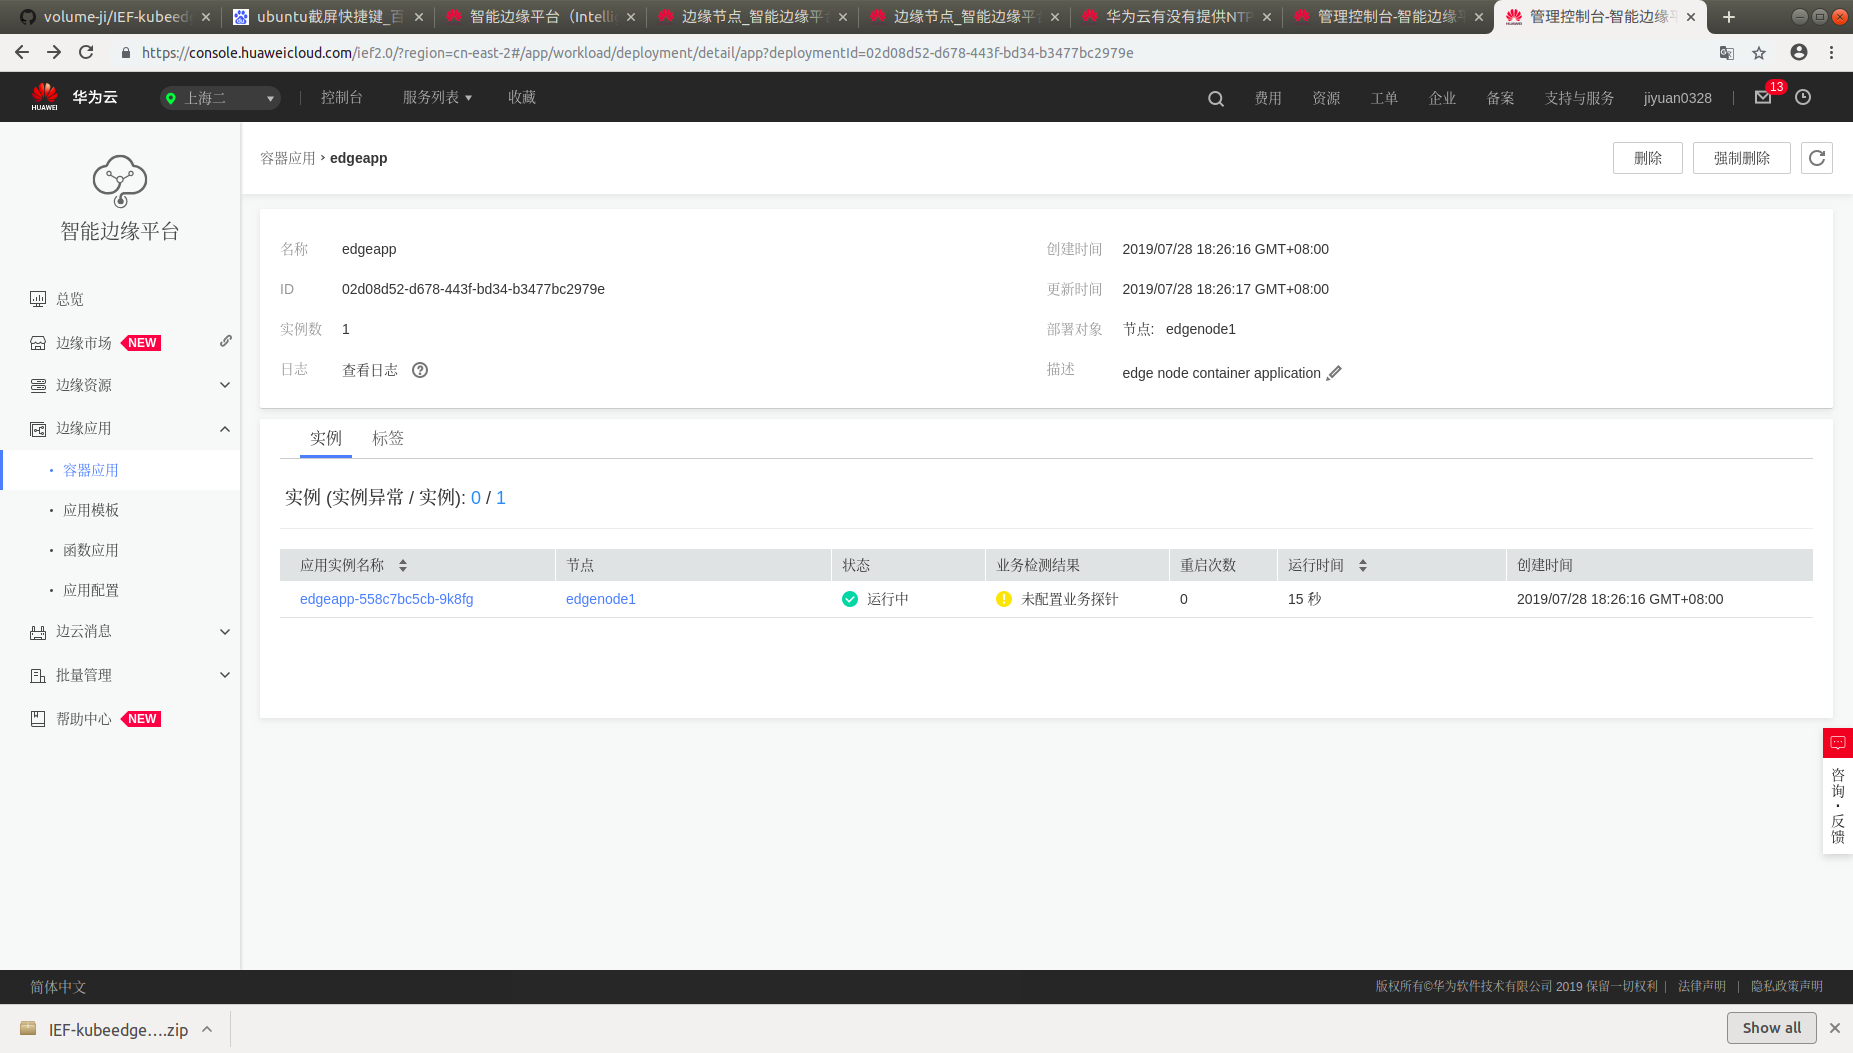 volume-ji/IEF-kubeed
ubuntu截屏快捷键_百
智能边缘平台（Intelli
边缘节点_智能边缘平台
边缘节点_智能边缘平台
华为云有没有提供NTP
管理控制台-智能边缘平
管理控制台-智能边缘平
https://console.huaweicloud.com/ief2.0/?region=cn-east-2#/app/workload/deployment/detail/app?deploymentId=02d08d52-d678-443f-bd34-b3477bc2979e
HUAWEI
华为云
上海二
控制台
服务列表
收藏
费用
资源
工单
企业
备案
支持与服务
jiyuan0328
13
智能边缘平台
总览
边缘市场 NEW
边缘资源
边缘应用
· 容器应用
· 应用模板
· 函数应用
· 应用配置
边云消息
批量管理
帮助中心 NEW
容器应用 › edgeapp
删除
强制删除
名称 edgeapp
创建时间 2019/07/28 18:26:16 GMT+08:00
ID 02d08d52-d678-443f-bd34-b3477bc2979e
更新时间 2019/07/28 18:26:17 GMT+08:00
实例数 1
部署对象 节点: edgenode1
日志 查看日志 ?
描述 edge node container application
实例 标签
实例 (实例异常 / 实例): 0 / 1
应用实例名称 节点 状态 业务检测结果 重启次数 运行时间 创建时间
edgeapp-558c7bc5cb-9k8fg edgenode1 运行中 未配置业务探针 0 15 秒 2019/07/28 18:26:16 GMT+08:00
咨询·反馈
简体中文
版权所有©华为软件技术有限公司 2019 保留一切权利 | 法律声明 | 隐私政策声明
IEF-kubeedge....zip
Show all